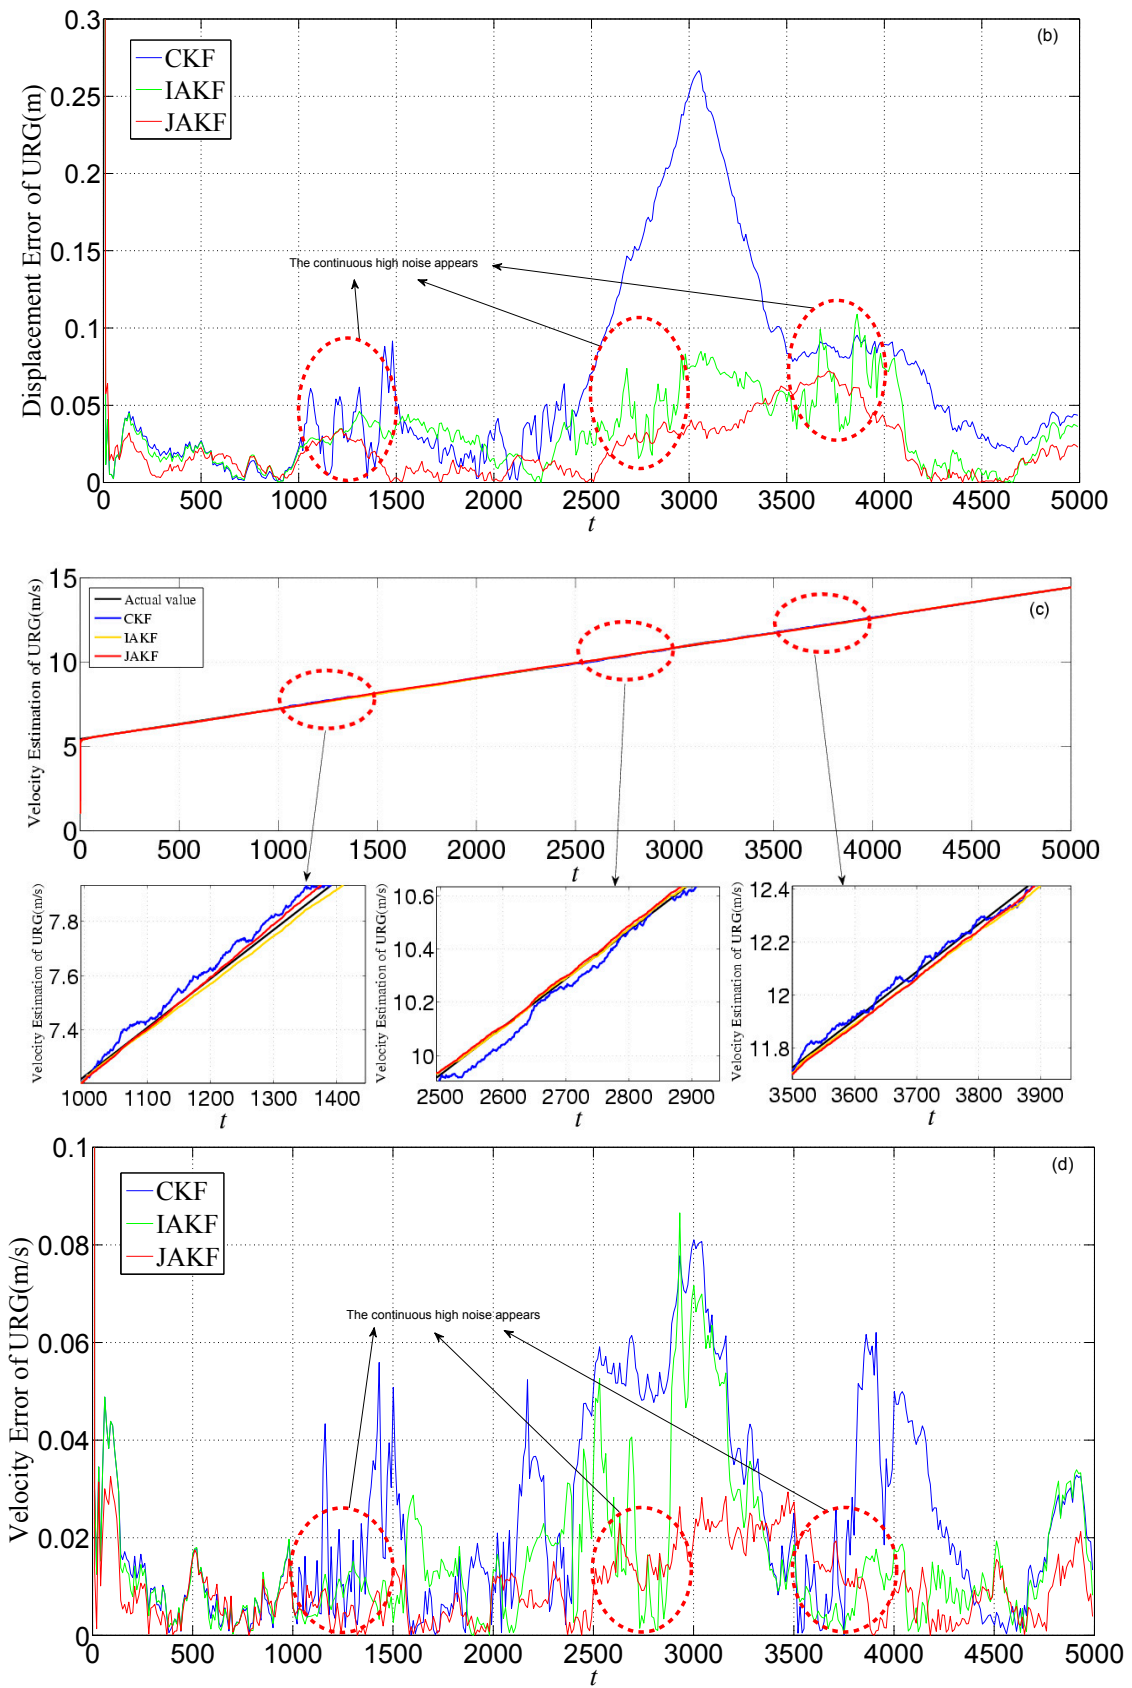 (b)
CKF
IAKF
JAKF
The continuous high noise appears
Displacement Error of URG(m)
0.3
0.25
0.2
0.15
0.1
0.05
0
0 500 1000 1500 2000 2500 3000 3500 4000 4500 5000
t
(c)
Actual value
CKF
IAKF
JAKF
Velocity Estimation of URG(m/s)
15
10
5
0
0 500 1000 1500 2000 2500 3000 3500 4000 4500 5000
t
Velocity Estimation of URG(m/s)
7.8
7.6
7.4
1000 1100 1200 1300 1400
t
Velocity Estimation of URG(m/s)
10.6
10.4
10.2
10
2500 2600 2700 2800 2900
t
Velocity Estimation of URG(m/s)
12.4
12.2
12
11.8
3500 3600 3700 3800 3900
t
(d)
CKF
IAKF
JAKF
The continuous high noise appears
Velocity Error of URG(m/s)
0.1
0.08
0.06
0.04
0.02
0
0 500 1000 1500 2000 2500 3000 3500 4000 4500 5000
t